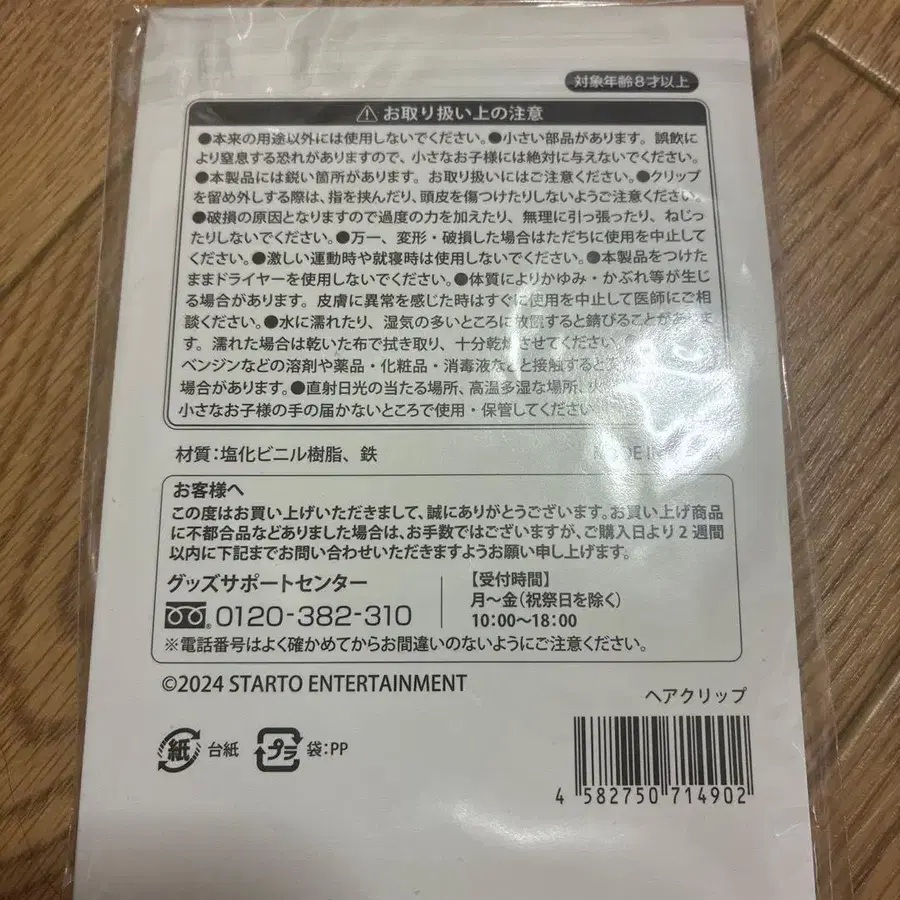 対象年齢8才以上
⚠お取り扱い上の注意
●本来の用途以外には使用しないでください。●小さい部品があります。誤飲
により窒息する恐れがありますので、小さなお子様には絶対に与えないでください。
●本製品には鋭い箇所があります。お取り扱いにはご注意ください。●クリップ
を留め外しする際は、指を挟んだり、頭皮を傷つけたりしないようご注意ください。
●破損の原因となりますので過度の力を加えたり、無理に引っ張ったり、ねじっ
たりしないでください。●万一、変形・破損した場合はただちに使用を中止して
ください。●激しい運動時や就寝時は使用しないでください。●本製品をつけた
ままドライヤーを使用しないでください。●体質によりかゆみ・かぶれ等が生じ
る場合があります。皮膚に異常を感じた時はすぐに使用を中止して医師にご相
談ください。●水に濡れたり、湿気の多いところに放置すると錆びることがありま
す。濡れた場合は乾いた布で拭き取り、十分乾燥させてください。
ベンジンなどの溶剤や薬品・化粧品・消毒液などと接触すると
場合があります。●直射日光の当たる場所、高温多湿な場所、
小さなお子様の手の届かないところで使用・保管してください
材質：塩化ビニル樹脂、鉄
MADE IN
お客様へ
この度はお買い上げいただきまして、誠にありがとうございます。お買い上げ商品
に不都合品などありました場合は、お手数ではございますが、ご購入日より2週間
以内に下記までお問い合わせいただきますようお願い申し上げます。
グッズサポートセンター
0120-382-310
【受付時間】
月～金（祝祭日を除く）
10：00～18：00
※電話番号はよく確かめてからお間違いのないようにご注意ください。
©2024 STARTO ENTERTAINMENT
ヘアクリップ
紙 台紙 プラ 袋：PP
4 582750 714902